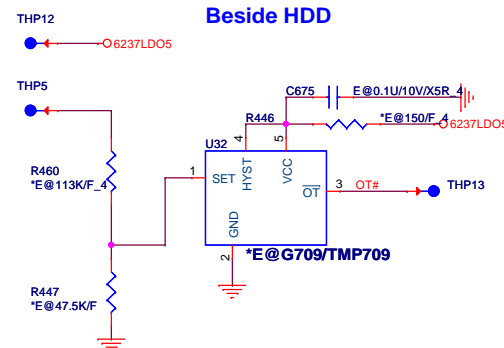 Beside HDD
THP12
6237LDO5
THP5
C675
E@0.1U/10V/X5R_4
R446
*E@150/F_4
6237LDO5
U32
4
5
R460
*E@113K/F_4
1
SET
HYST
VCC
OT
3
OT#
THP13
GND
2
*E@G709/TMP709
R447
*E@47.5K/F